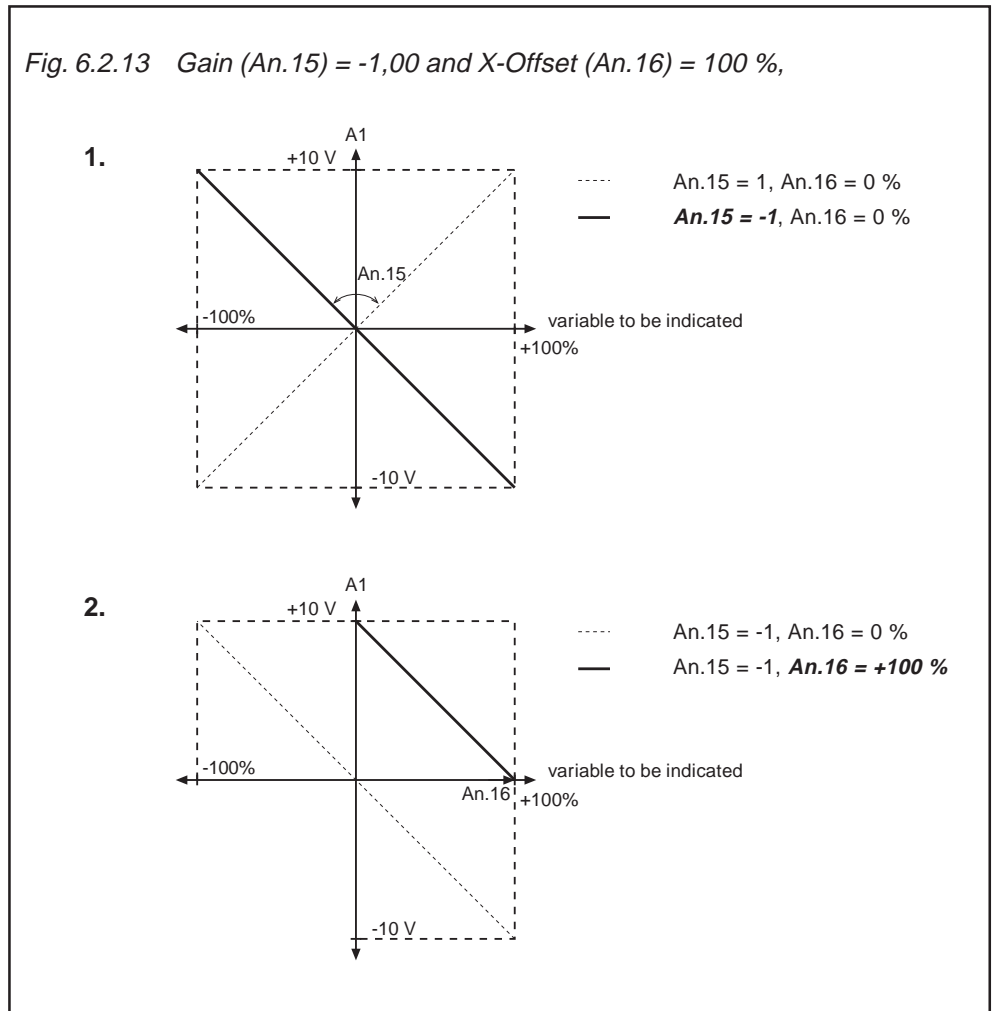 Fig. 6.2.13 Gain (An.15) = -1,00 and X-Offset (An.16) = 100 %,
1.
A1
+10 V
An.15 = 1, An.16 = 0 %
An.15 = -1, An.16 = 0 %
An.15
-100%
variable to be indicated
+100%
-10 V
2.
A1
+10 V
An.15 = -1, An.16 = 0 %
An.15 = -1, An.16 = +100 %
-100%
variable to be indicated
An.16
+100%
-10 V